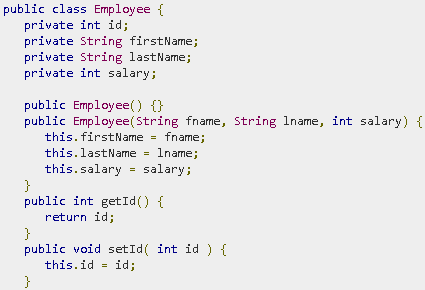 public class Employee {
   private int id;
   private String firstName;
   private String lastName;
   private int salary;

   public Employee() {}
   public Employee(String fname, String lname, int salary) {
      this.firstName = fname;
      this.lastName = lname;
      this.salary = salary;
   }
   public int getId() {
      return id;
   }
   public void setId( int id ) {
      this.id = id;
   }